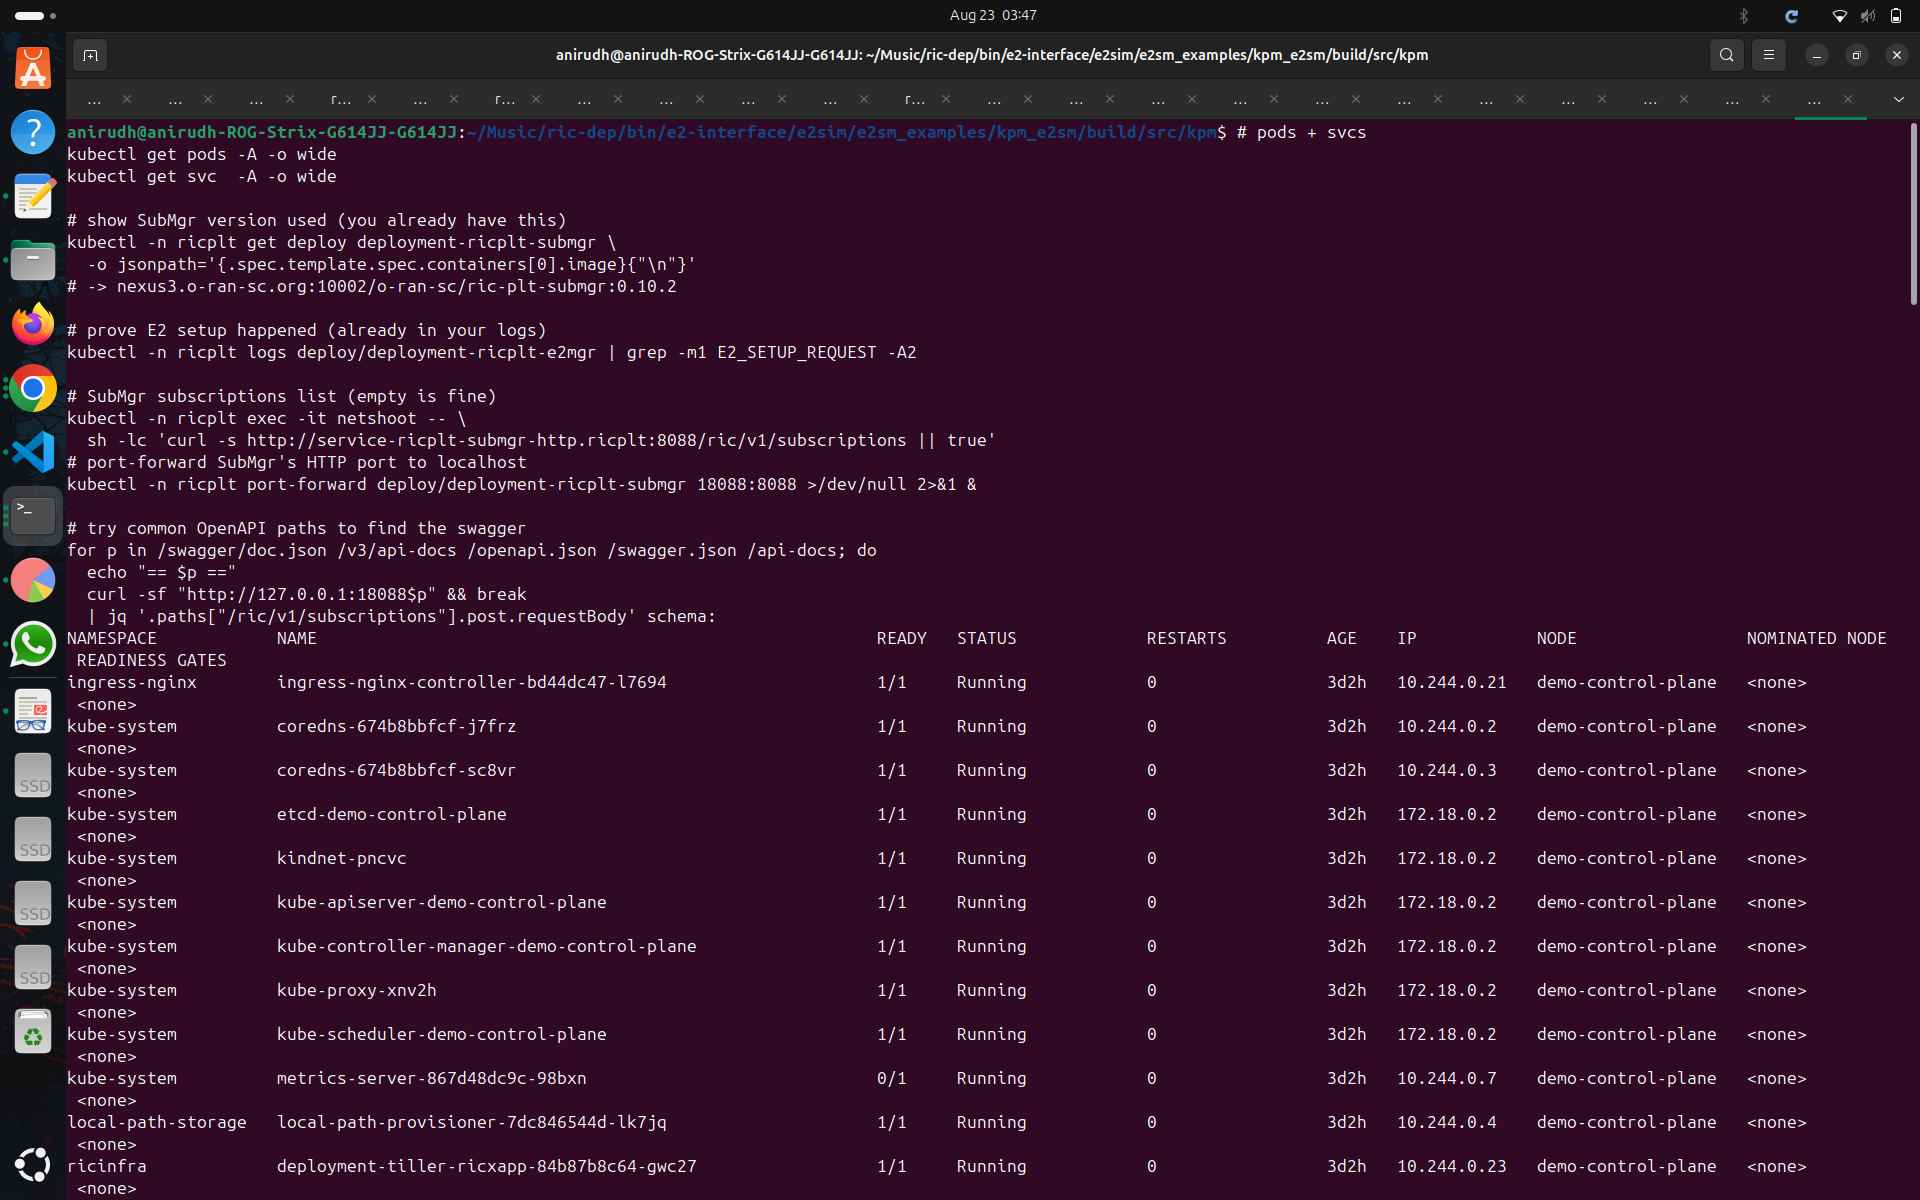 Aug 23 03:47
anirudh@anirudh-ROG-Strix-G614JJ-G614JJ: ~/Music/ric-dep/bin/e2-interface/e2sim/e2sm_examples/kpm_e2sm/build/src/kpm
... ... ... r... ... r... ... ... ... ... r... ... ... ... ... ... ... ... ... ... ... ...
anirudh@anirudh-ROG-Strix-G614JJ-G614JJ:~/Music/ric-dep/bin/e2-interface/e2sim/e2sm_examples/kpm_e2sm/build/src/kpm$ # pods + svcs
kubectl get pods -A -o wide
kubectl get svc  -A -o wide
# show SubMgr version used (you already have this)
kubectl -n ricplt get deploy deployment-ricplt-submgr \
  -o jsonpath='{.spec.template.spec.containers[0].image}{"\n"}'
# -> nexus3.o-ran-sc.org:10002/o-ran-sc/ric-plt-submgr:0.10.2
# prove E2 setup happened (already in your logs)
kubectl -n ricplt logs deploy/deployment-ricplt-e2mgr | grep -m1 E2_SETUP_REQUEST -A2
# SubMgr subscriptions list (empty is fine)
kubectl -n ricplt exec -it netshoot -- \
  sh -lc 'curl -s http://service-ricplt-submgr-http.ricplt:8088/ric/v1/subscriptions || true'
# port-forward SubMgr's HTTP port to localhost
kubectl -n ricplt port-forward deploy/deployment-ricplt-submgr 18088:8088 >/dev/null 2>&1 &
# try common OpenAPI paths to find the swagger
for p in /swagger/doc.json /v3/api-docs /openapi.json /swagger.json /api-docs; do
  echo "== $p =="
  curl -sf "http://127.0.0.1:18088$p" && break
  | jq '.paths["/ric/v1/subscriptions"].post.requestBody' schema:
NAMESPACE NAME READY STATUS RESTARTS AGE IP NODE NOMINATED NODE
READINESS GATES
ingress-nginx ingress-nginx-controller-bd44dc47-l7694 1/1 Running 0 3d2h 10.244.0.21 demo-control-plane <none>
<none>
kube-system coredns-674b8bbfcf-j7frz 1/1 Running 0 3d2h 10.244.0.2 demo-control-plane <none>
<none>
kube-system coredns-674b8bbfcf-sc8vr 1/1 Running 0 3d2h 10.244.0.3 demo-control-plane <none>
<none>
kube-system etcd-demo-control-plane 1/1 Running 0 3d2h 172.18.0.2 demo-control-plane <none>
<none>
kube-system kindnet-pncvc 1/1 Running 0 3d2h 172.18.0.2 demo-control-plane <none>
<none>
kube-system kube-apiserver-demo-control-plane 1/1 Running 0 3d2h 172.18.0.2 demo-control-plane <none>
<none>
kube-system kube-controller-manager-demo-control-plane 1/1 Running 0 3d2h 172.18.0.2 demo-control-plane <none>
<none>
kube-system kube-proxy-xnv2h 1/1 Running 0 3d2h 172.18.0.2 demo-control-plane <none>
<none>
kube-system kube-scheduler-demo-control-plane 1/1 Running 0 3d2h 172.18.0.2 demo-control-plane <none>
<none>
kube-system metrics-server-867d48dc9c-98bxn 0/1 Running 0 3d2h 10.244.0.7 demo-control-plane <none>
<none>
local-path-storage local-path-provisioner-7dc846544d-lk7jq 1/1 Running 0 3d2h 10.244.0.4 demo-control-plane <none>
<none>
ricinfra deployment-tiller-ricxapp-84b87b8c64-gwc27 1/1 Running 0 3d2h 10.244.0.23 demo-control-plane <none>
<none>
SSD
SSD
SSD
SSD